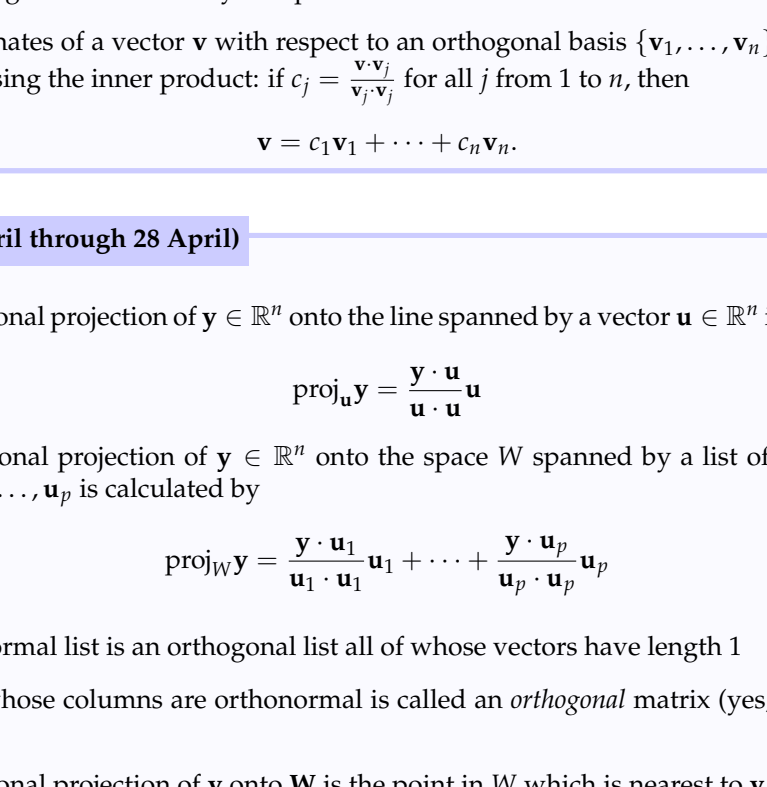 nates of a vector v with respect to an orthogonal basis {v₁, . . . , vₙ}
sing the inner product: if cⱼ = v·vⱼ / vⱼ·vⱼ for all j from 1 to n, then
v = c₁v₁ + · · · + cₙvₙ.
ril through 28 April)
onal projection of y ∈ ℝⁿ onto the line spanned by a vector u ∈ ℝⁿ
projᵤy = y · u / u · u u
onal projection of y ∈ ℝⁿ onto the space W spanned by a list of
. . . , uₚ is calculated by
proj_W y = y · u₁ / u₁ · u₁ u₁ + · · · + y · uₚ / uₚ · uₚ uₚ
ormal list is an orthogonal list all of whose vectors have length 1
whose columns are orthonormal is called an orthogonal matrix (yes,
onal projection of y onto W is the point in W which is nearest to y